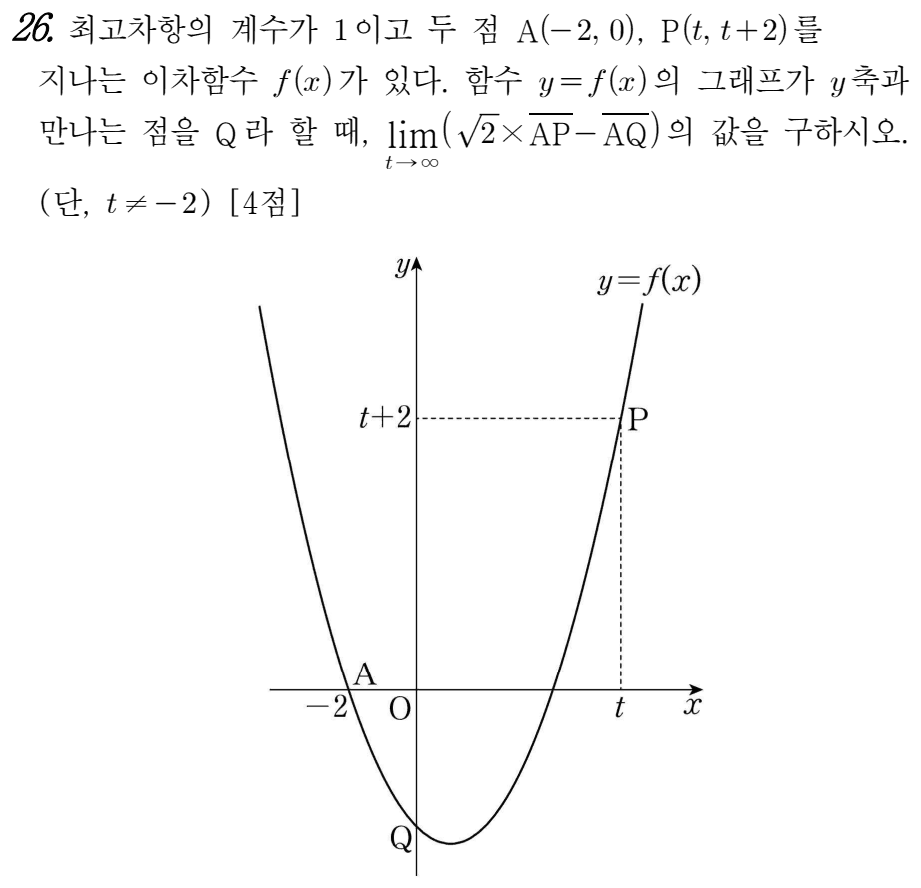 26. 최고차항의 계수가 1이고 두 점 A(−2, 0), P(t, t+2)를
지나는 이차함수 f(x)가 있다. 함수 y=f(x)의 그래프가 y축과
만나는 점을 Q라 할 때, lim(√2×AP−AQ)의 값을 구하시오.
t→∞
(단, t≠−2) [4점]
y
y=f(x)
t+2
P
A
−2
O
t
x
Q